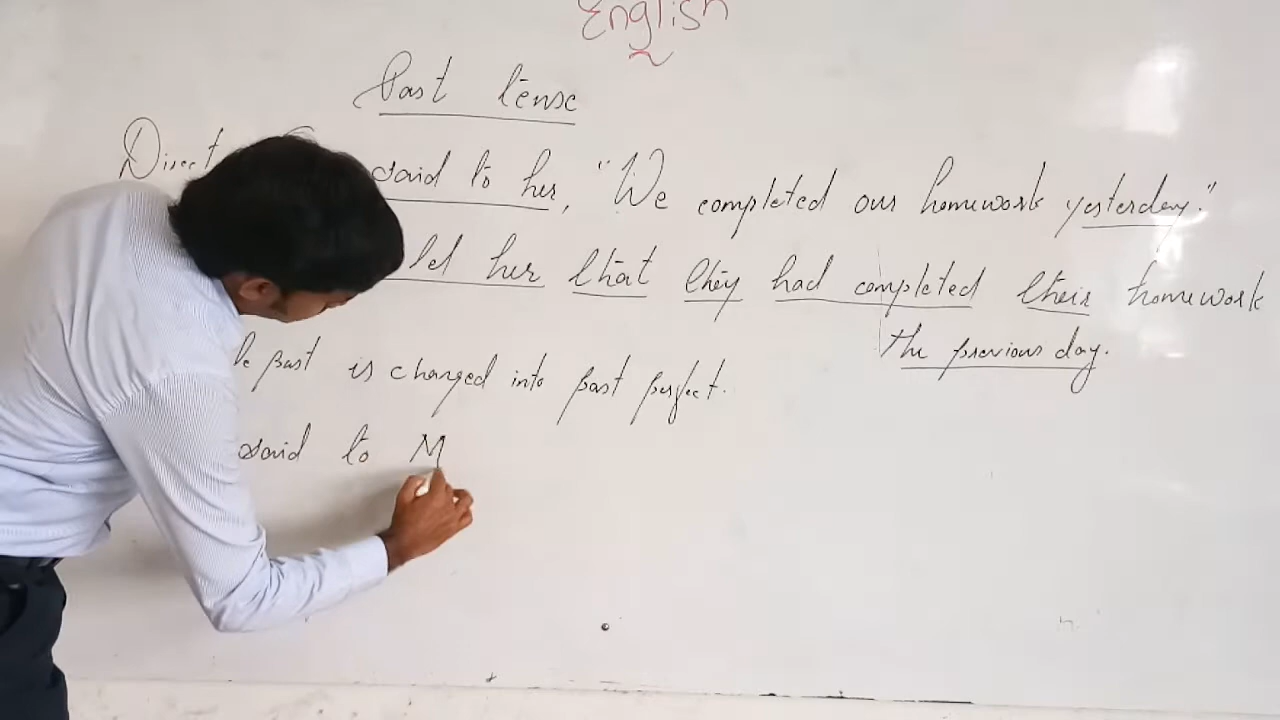 English
Past Tense
Direct said to her, "We completed our homework yesterday."
her that they had completed their homework
the previous day.
past is changed into past perfect.
said to M